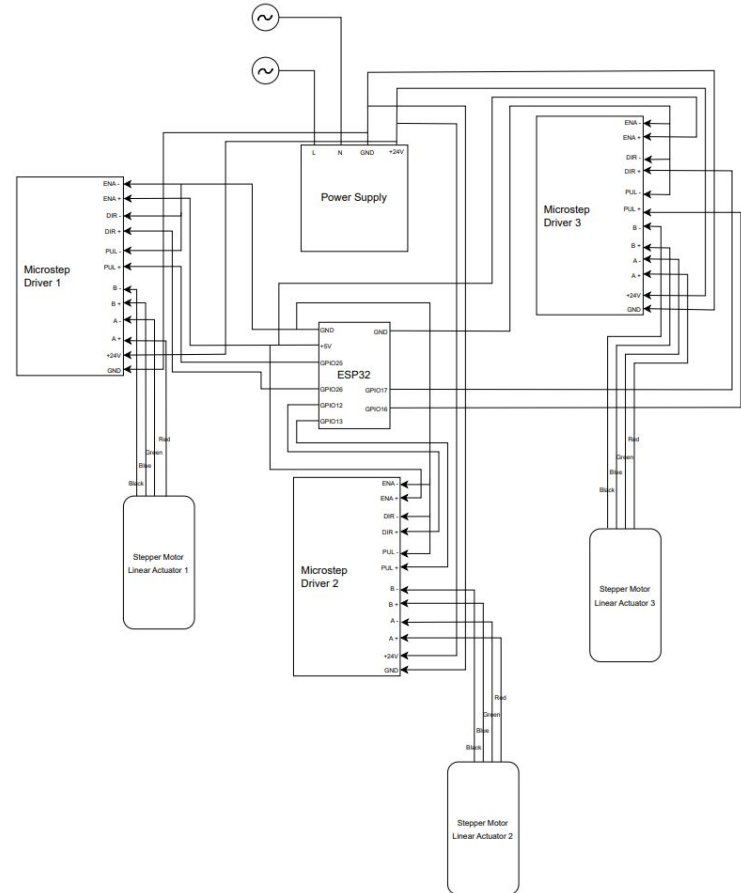 L N GND +24V
Power Supply
ENA -
ENA +
DIR -
DIR +
PUL -
PUL +
B -
B +
A -
A +
+24V
GND
Microstep
Driver 3
ENA -
ENA +
DIR -
DIR +
PUL -
PUL +
B -
B +
A -
A +
+24V
GND
Microstep
Driver 1
GND
+5V
GPIO25
GPIO26
GPIO12
GPIO13
ESP32
GND
GPIO17
GPIO16
Red
Green
Blue
Black
Stepper Motor
Linear Actuator 1
ENA -
ENA +
DIR -
DIR +
PUL -
PUL +
B -
B +
A -
A +
+24V
GND
Microstep
Driver 2
Red
Green
Blue
Black
Stepper Motor
Linear Actuator 3
Red
Green
Blue
Black
Stepper Motor
Linear Actuator 2